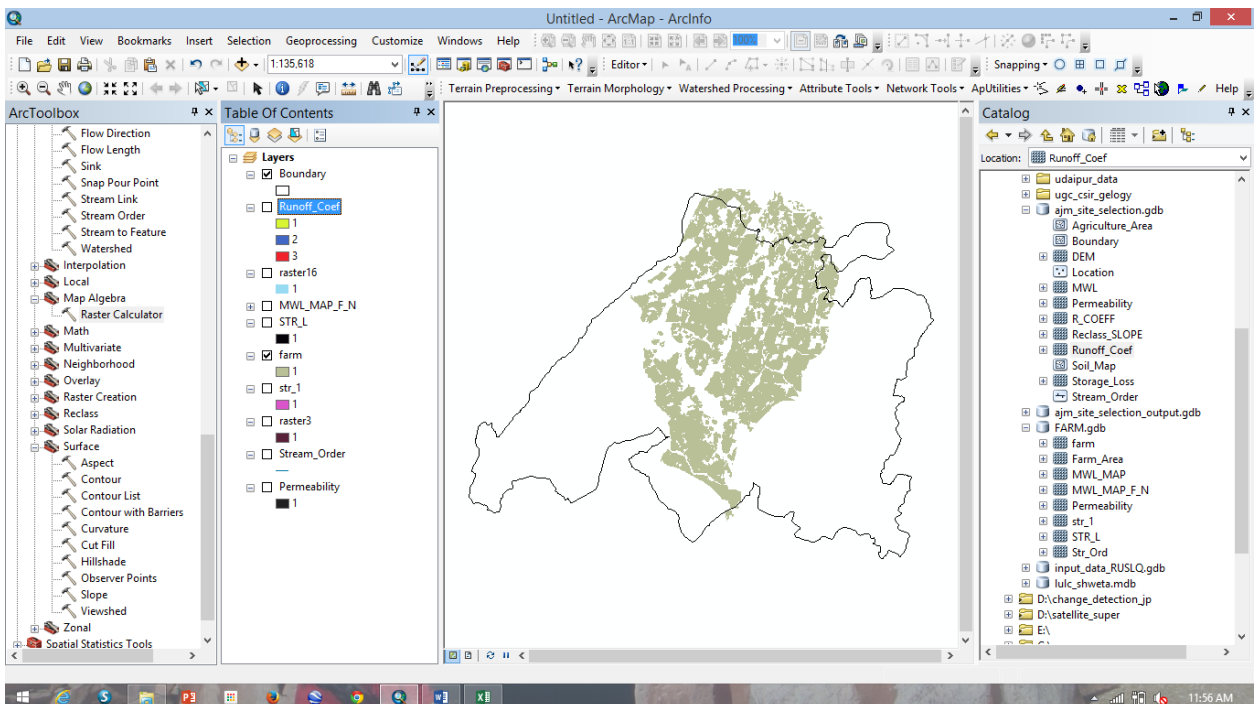 Untitled - ArcMap - ArcInfo
File Edit View Bookmarks Insert Selection Geoprocessing Customize Windows Help 100%
1:135,618 Editor Snapping
Terrain Preprocessing Terrain Morphology Watershed Processing Attribute Tools Network Tools ApUtilities Help
ArcToolbox
Flow Direction
Flow Length
Sink
Snap Pour Point
Stream Link
Stream Order
Stream to Feature
Watershed
Interpolation
Local
Map Algebra
Raster Calculator
Math
Multivariate
Neighborhood
Overlay
Raster Creation
Reclass
Solar Radiation
Surface
Aspect
Contour
Contour List
Contour with Barriers
Curvature
Cut Fill
Hillshade
Observer Points
Slope
Viewshed
Zonal
Spatial Statistics Tools
Table Of Contents
Layers
Boundary
Runoff_Coef
1
2
3
raster16
1
MWL_MAP_F_N
STR_L
1
farm
1
str_1
1
raster3
1
Stream_Order
Permeability
1
Catalog
Location: Runoff_Coef
udaipur_data
ugc_csir_gelogy
ajm_site_selection.gdb
Agriculture_Area
Boundary
DEM
Location
MWL
Permeability
R_COEFF
Reclass_SLOPE
Runoff_Coef
Soil_Map
Storage_Loss
Stream_Order
ajm_site_selection_output.gdb
FARM.gdb
farm
Farm_Area
MWL_MAP
MWL_MAP_F_N
Permeability
str_1
STR_L
Str_Ord
input_data_RUSLQ.gdb
lulc_shweta.mdb
D:\change_detection_jp
D:\satellite_super
E:\
11:56 AM